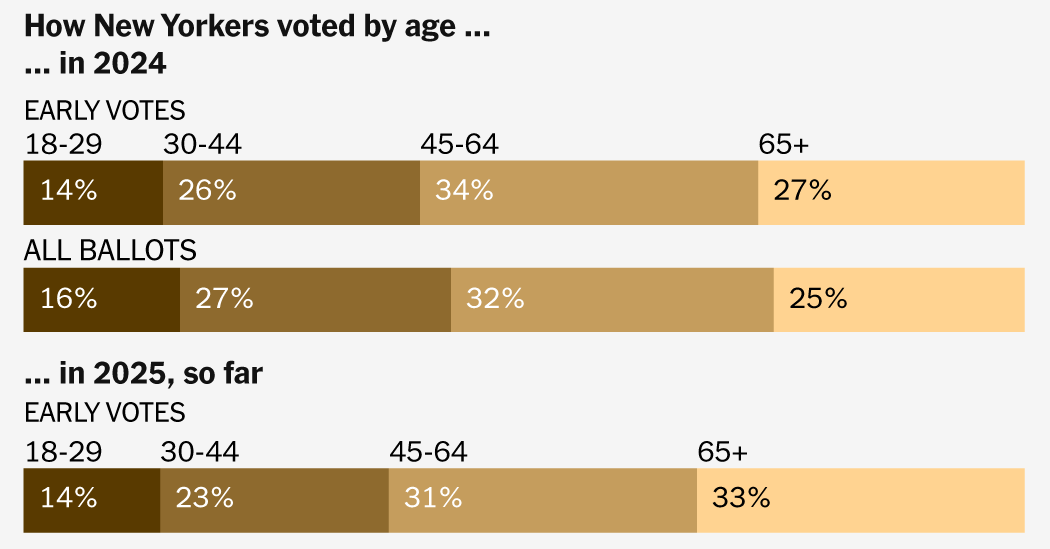 How New Yorkers voted by age ...
... in 2024
EARLY VOTES
18-29 30-44 45-64 65+
14% 26% 34% 27%
ALL BALLOTS
16% 27% 32% 25%
... in 2025, so far
EARLY VOTES
18-29 30-44 45-64 65+
14% 23% 31% 33%